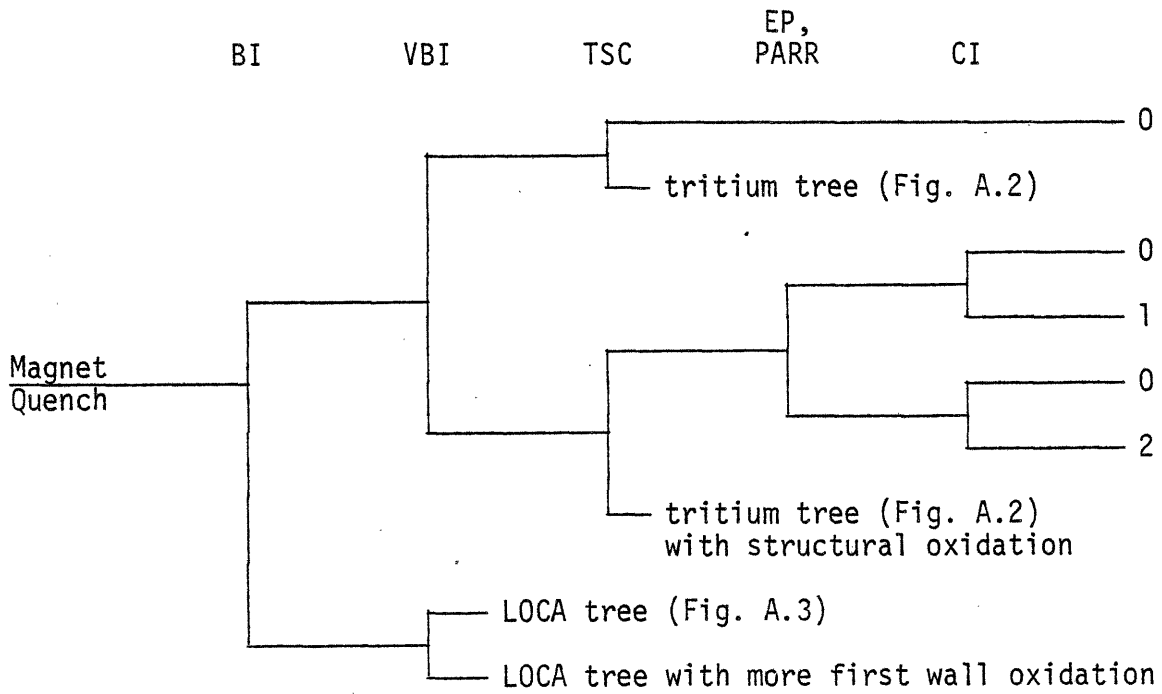 EP,
BI VBI TSC PARR CI
0
tritium tree (Fig. A.2)
0
1
Magnet
Quench
0
2
tritium tree (Fig. A.2)
with structural oxidation
LOCA tree (Fig. A.3)
LOCA tree with more first wall oxidation